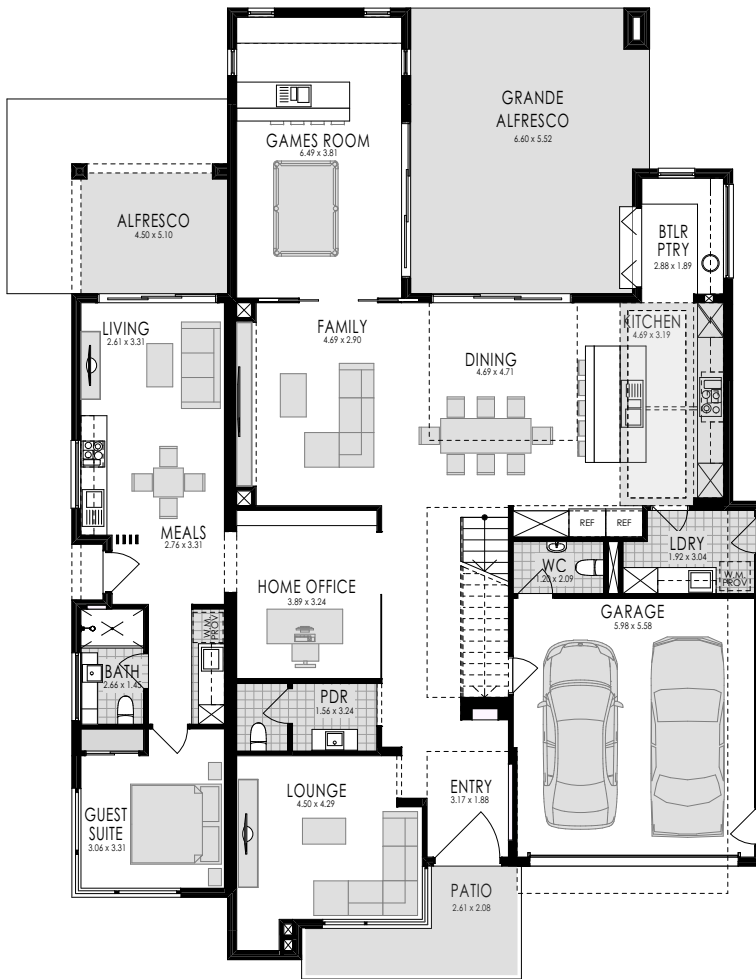 GRANDE
ALFRESCO
6.60 x 5.52
GAMES ROOM
6.49 x 3.81
ALFRESCO
4.50 x 5.10
BTLR
PTRY
2.88 x 1.89
LIVING
2.61 x 3.31
FAMILY
4.69 x 2.90
KITCHEN
4.69 x 3.19
DINING
4.69 x 4.71
MEALS
2.76 x 3.31
REF
REF
LDRY
1.92 x 3.04
WC
1.20 x 2.09
W.M.
PROV
HOME OFFICE
3.89 x 3.24
GARAGE
5.98 x 5.58
W.M.
PROV
BATH
2.66 x 1.45
PDR
1.56 x 3.24
LOUNGE
4.50 x 4.29
ENTRY
3.17 x 1.88
GUEST
SUITE
3.06 x 3.31
PATIO
2.61 x 2.08